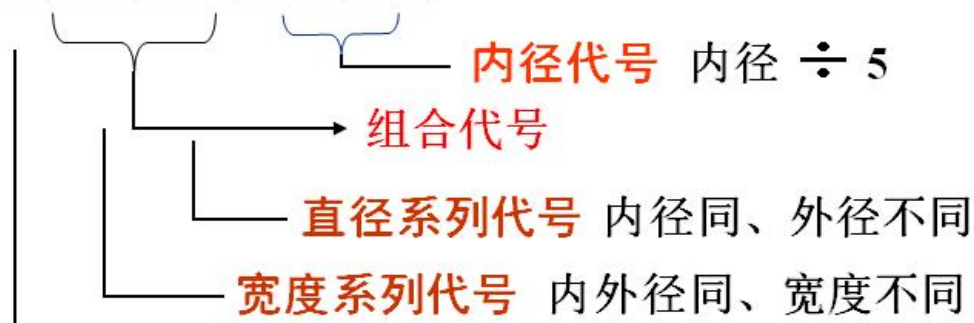 内径代号 内径 ÷ 5
组合代号
直径系列代号 内径同、外径不同
宽度系列代号 内外径同、宽度不同